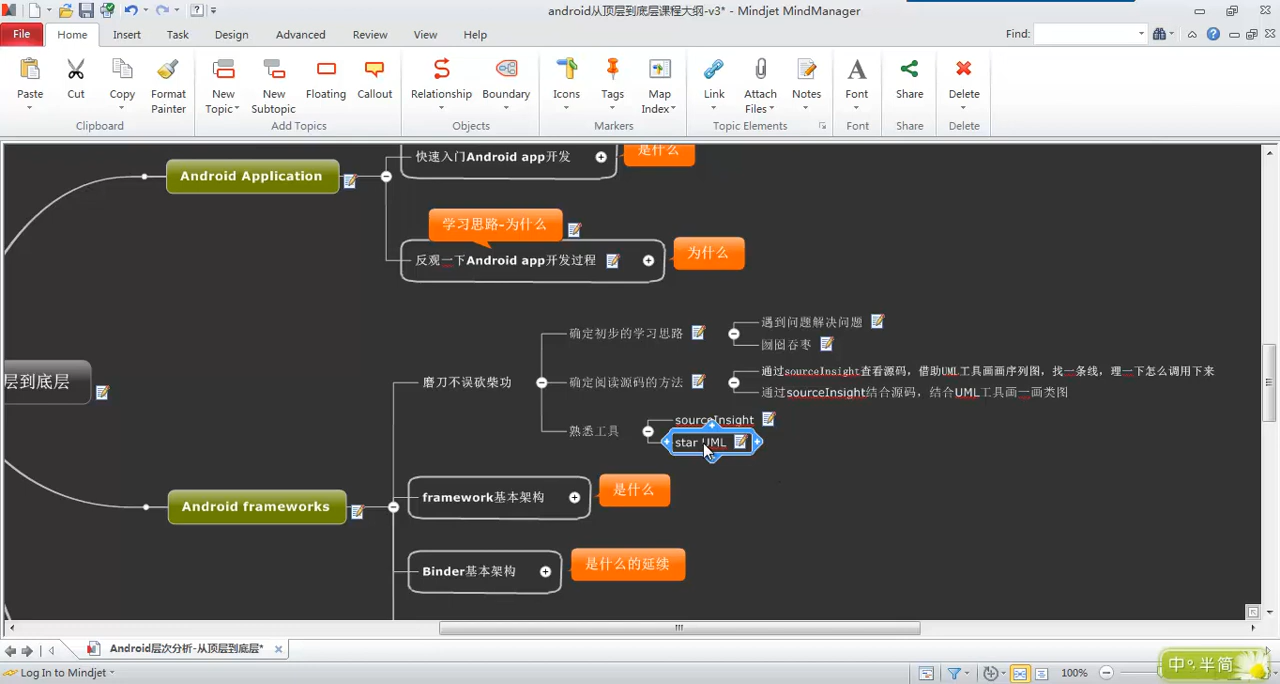 android从顶层到底层课程大纲-v3* - Mindjet MindManager
File Home Insert Task Design Advanced Review View Help Find:
Paste Cut Copy Format Painter New Topic New Subtopic Floating Callout Relationship Boundary Icons Tags Map Index Link Attach Files Notes Font Share Delete
Clipboard Add Topics Objects Markers Topic Elements Font Share Delete
快速入门Android app开发
是什么
Android Application
学习思路-为什么
反观一下Android app开发过程
为什么
确定初步的学习思路
遇到问题解决问题
囫囵吞枣
层到底层
磨刀不误砍柴功
确定阅读源码的方法
通过sourceInsight查看源码，借助UML工具画画序列图，找一条线，理一下怎么调用下来
通过sourceInsight结合源码，结合UML工具画一画类图
熟悉工具
sourceInsight
star UML
framework基本架构
是什么
Android frameworks
Binder基本架构
是什么的延续
Android层次分析-从顶层到底层*
Log In to Mindjet
100%
中°,半简